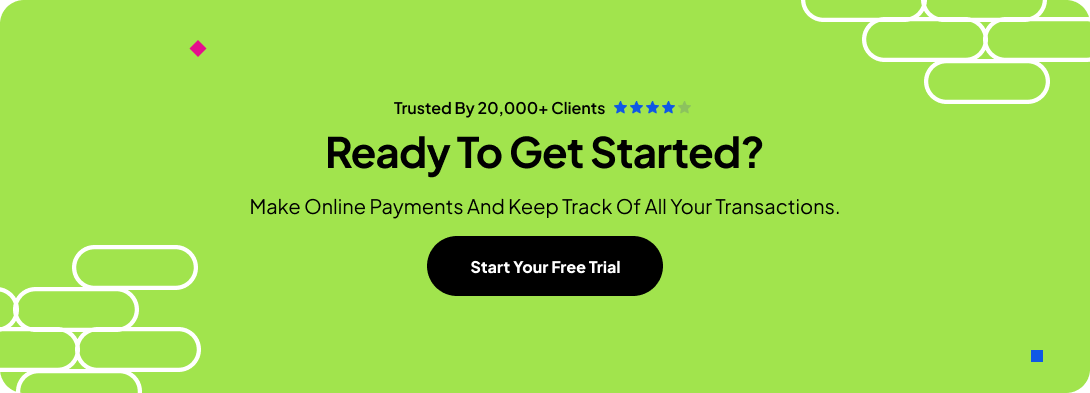 Trusted By 20,000+ Clients
Ready To Get Started?
Make Online Payments And Keep Track Of All Your Transactions.
Start Your Free Trial